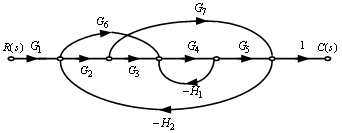 G₆ G₇
R(s) G₁ G₂ G₃ G₄ G₅ 1 C(s)
−H₁
−H₂